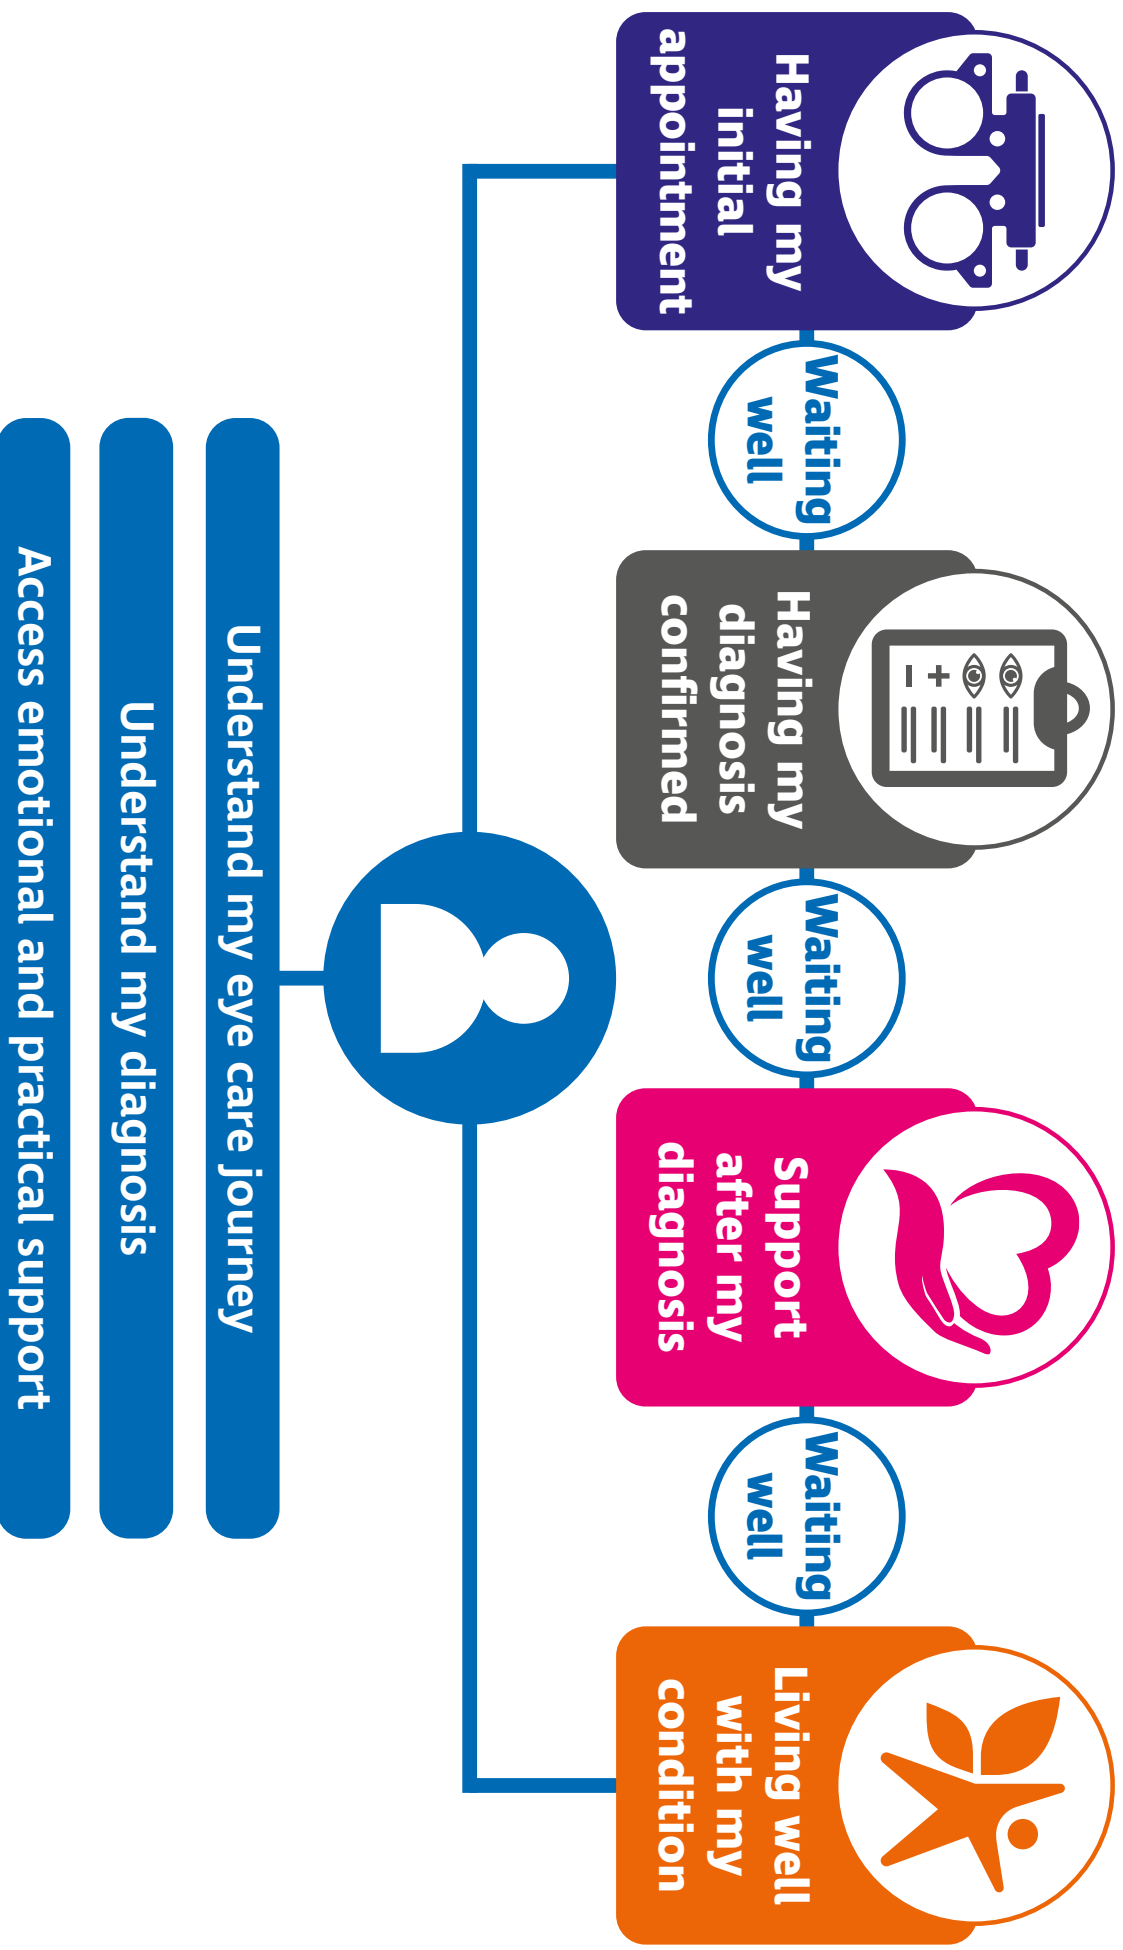 Having my
initial
appointment
Waiting
well
Having my
diagnosis
confirmed
Waiting
well
Support
after my
diagnosis
Waiting
well
Living well
with my
condition
Understand my eye care journey
Understand my diagnosis
Access emotional and practical support